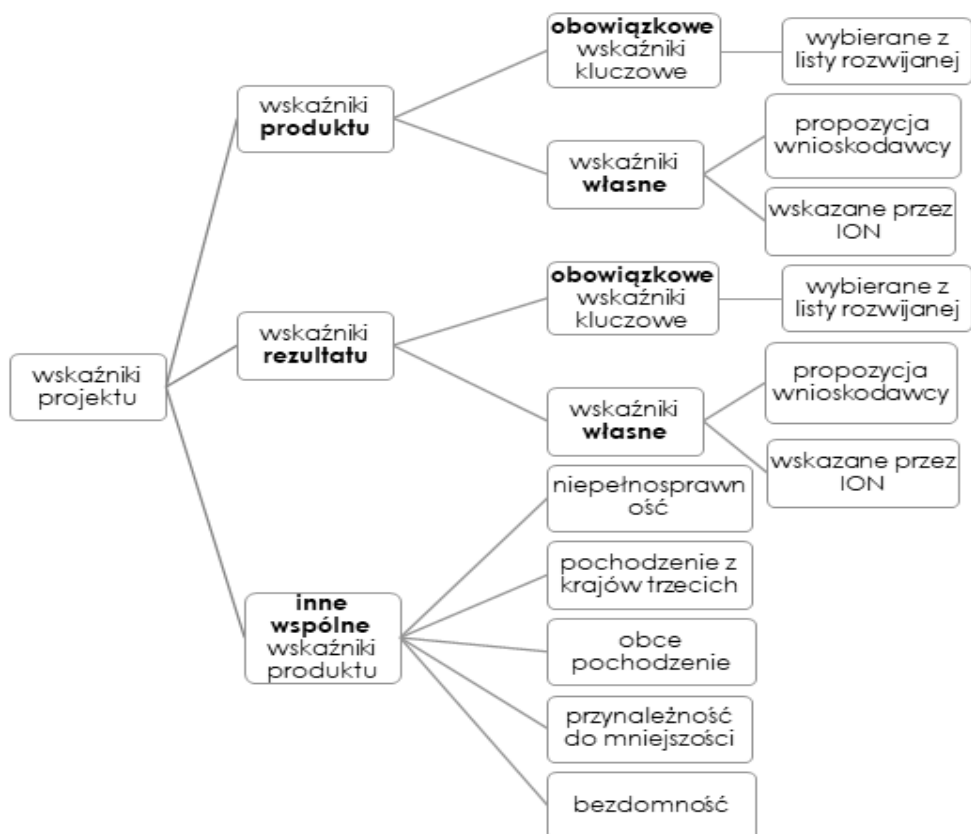 wskaźniki
projektu
wskaźniki
produktu
obowiązkowe
wskaźniki
kluczowe
wybierane z
listy rozwijanej
wskaźniki
własne
propozycja
wnioskodawcy
wskazane przez
ION
wskaźniki
rezultatu
obowiązkowe
wskaźniki
kluczowe
wybierane z
listy rozwijanej
wskaźniki
własne
propozycja
wnioskodawcy
wskazane przez
ION
inne
wspólne
wskaźniki
produktu
niepełnosprawn
ość
pochodzenie z
krajów trzecich
obce
pochodzenie
przynależność
do mniejszości
bezdomność